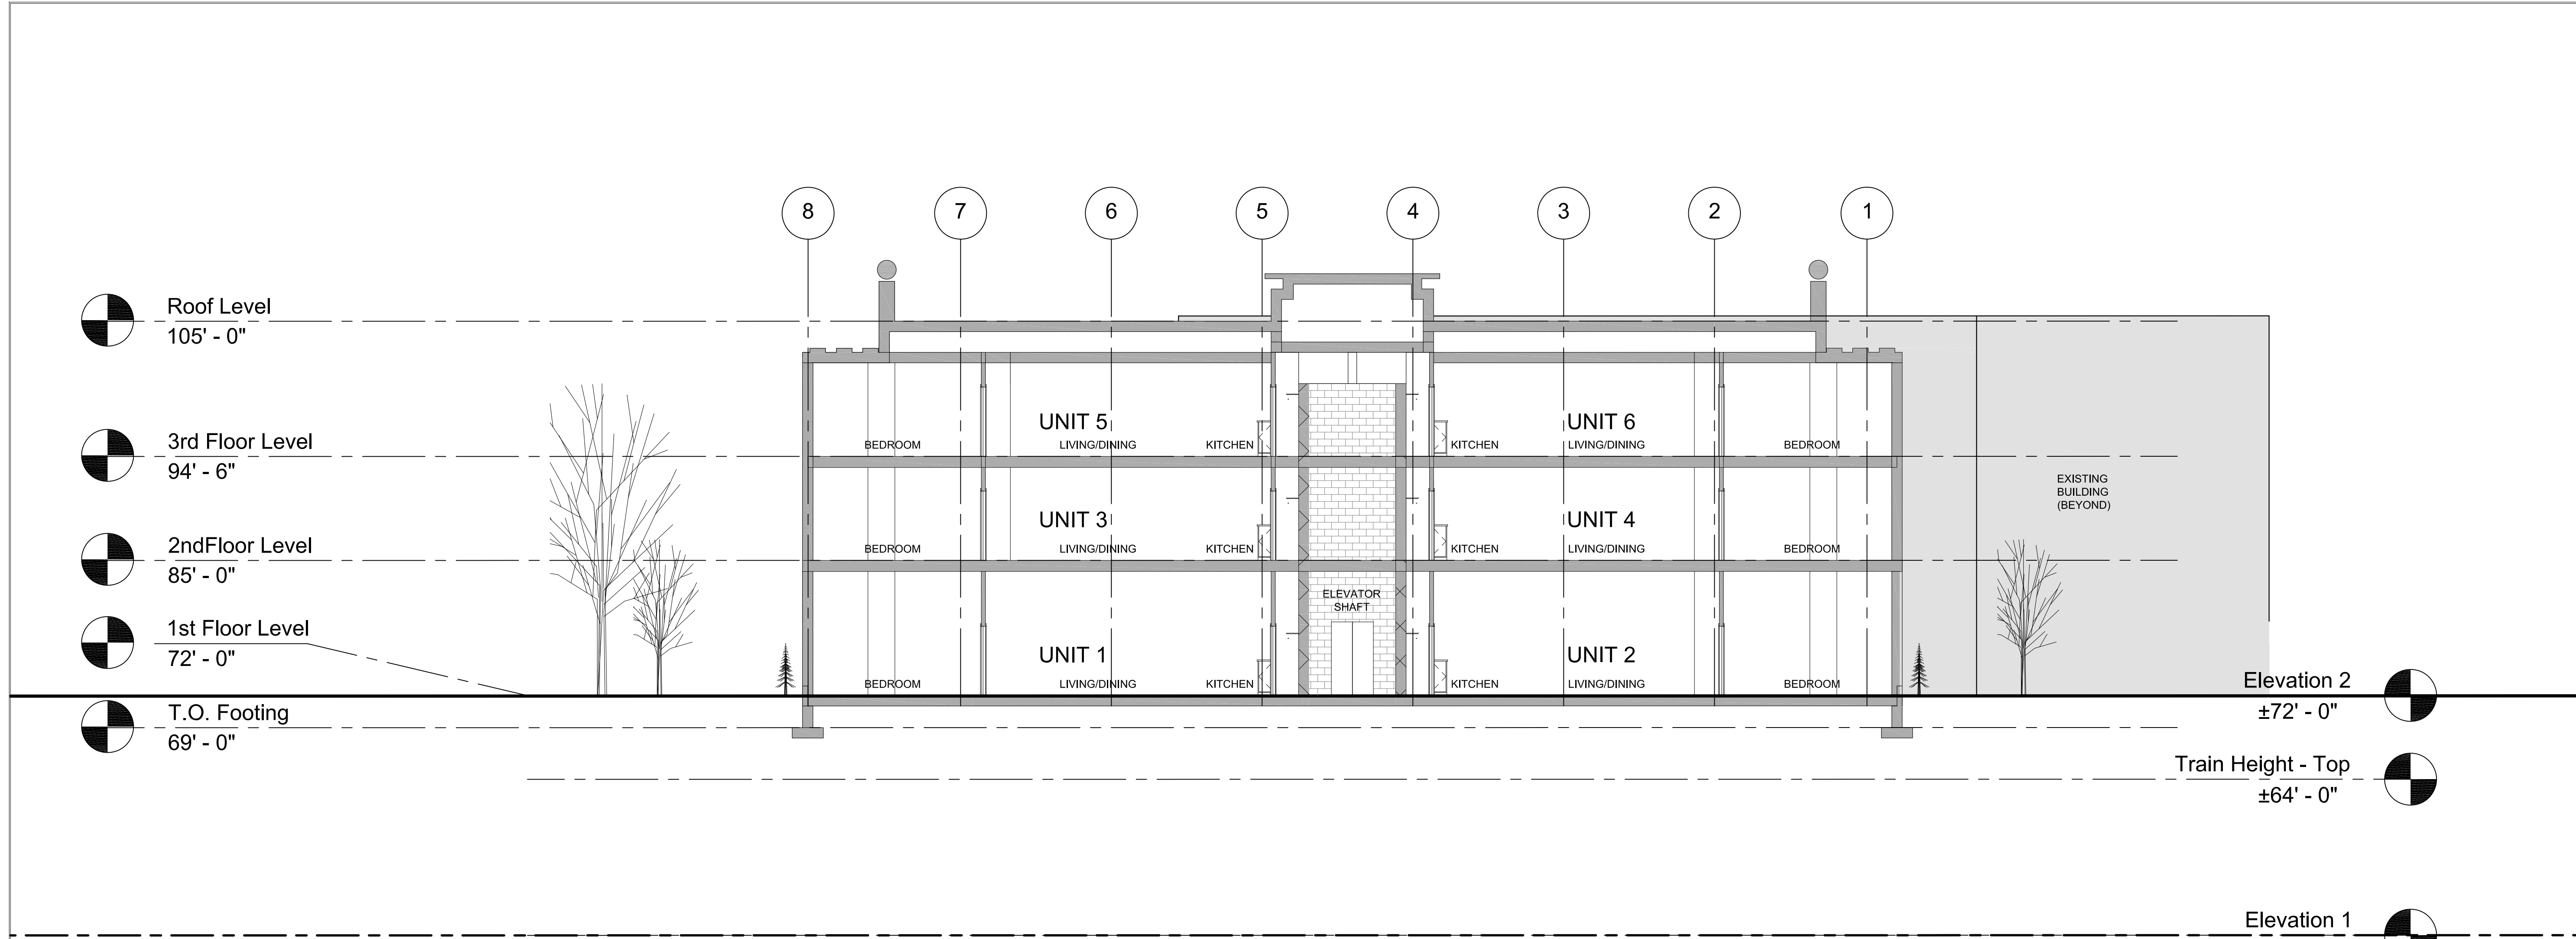 8 7 6 5 4 3 2 1
Roof Level
105' - 0"
3rd Floor Level
94' - 6"
2ndFloor Level
85' - 0"
1st Floor Level
72' - 0"
T.O. Footing
69' - 0"
UNIT 5
UNIT 6
BEDROOM LIVING/DINING KITCHEN KITCHEN LIVING/DINING BEDROOM
UNIT 3
UNIT 4
BEDROOM LIVING/DINING KITCHEN KITCHEN LIVING/DINING BEDROOM
ELEVATOR
SHAFT
UNIT 1
UNIT 2
BEDROOM LIVING/DINING KITCHEN KITCHEN LIVING/DINING BEDROOM
EXISTING
BUILDING
(BEYOND)
Elevation 2
±72' - 0"
Train Height - Top
±64' - 0"
Elevation 1